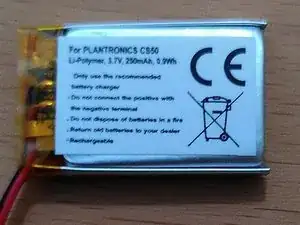 For PLANTRONICS CS50
Li-Polymer, 3.7V, 250mAh, 0.9Wh
Only use the recommended
battery charger
- Do not connect the positive with
the negative terminal
- Do not dispose of batteries in a fire
- Return old batteries to your dealer
- Rechargeable
CE